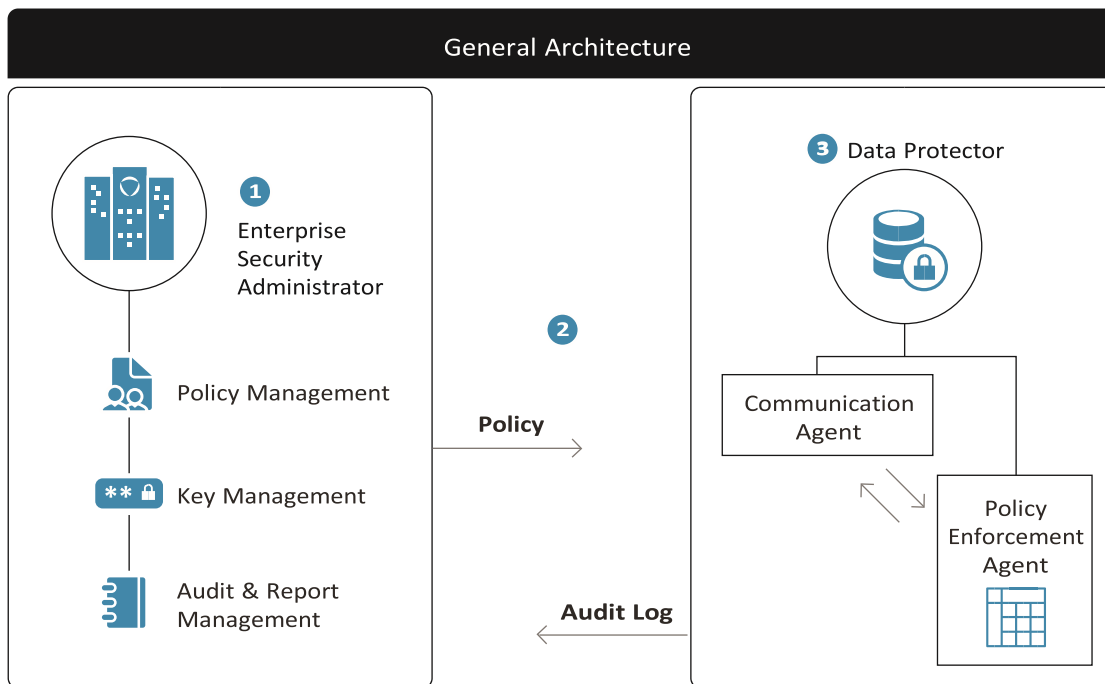 General Architecture
1
Enterprise
Security
Administrator
Policy Management
** 
Key Management
Audit & Report
Management
2
Policy
Audit Log
3 Data Protector
Communication
Agent
Policy
Enforcement
Agent